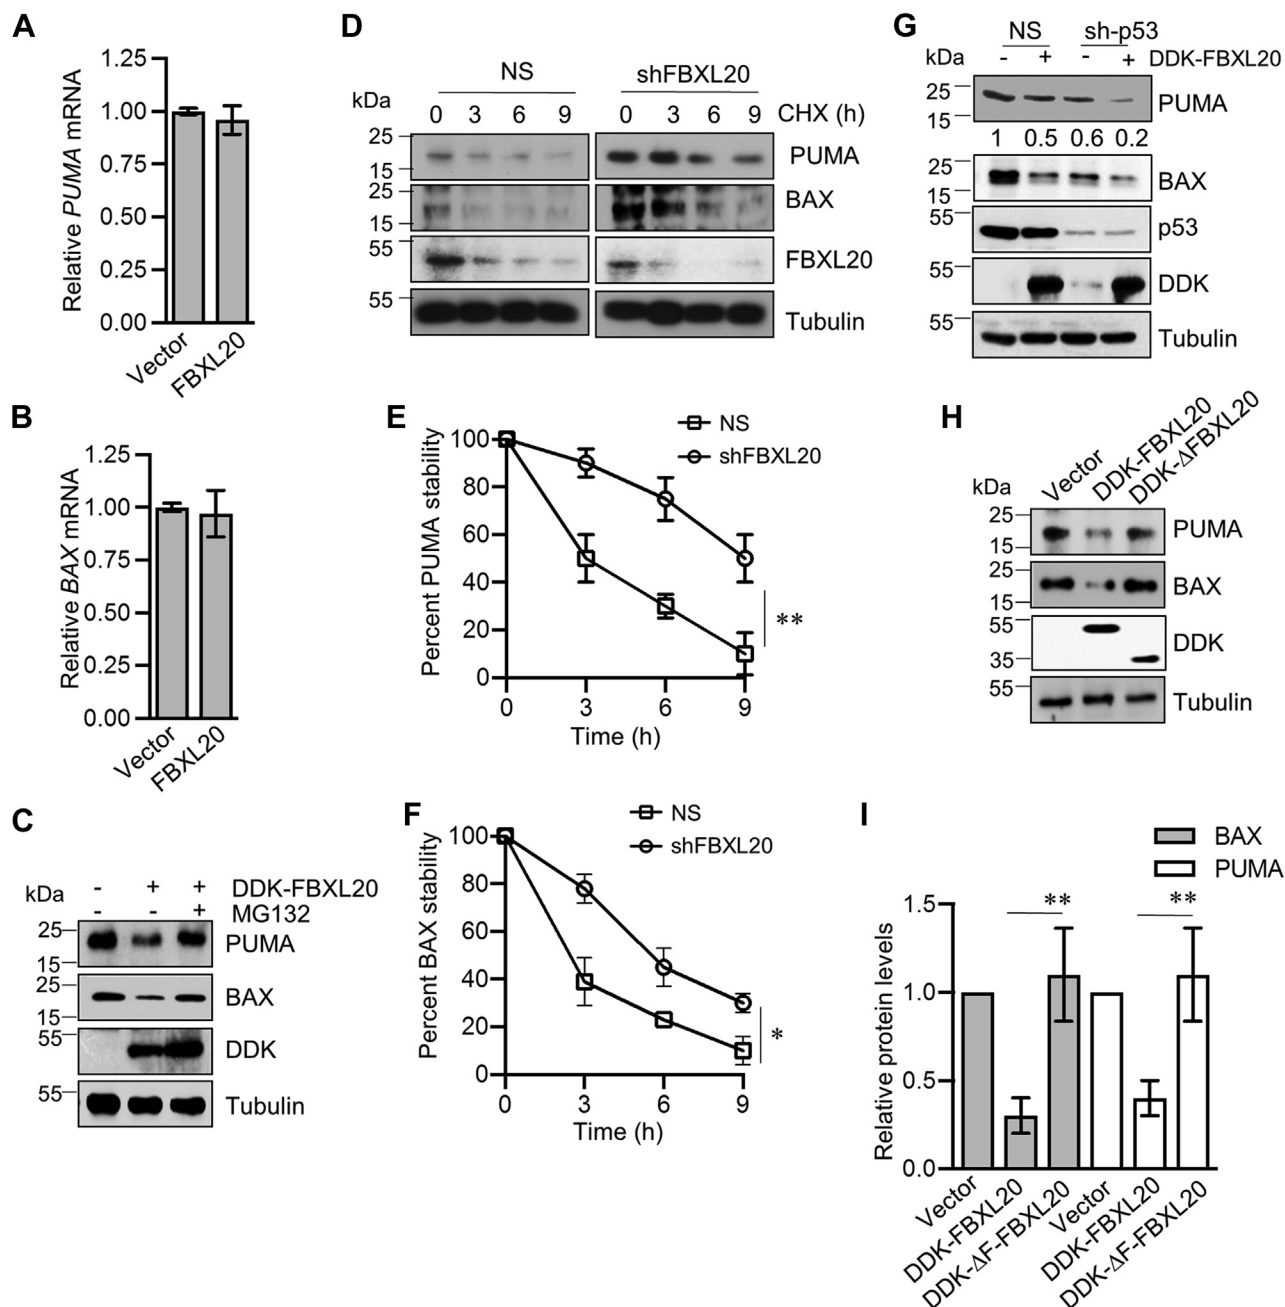 A
1.25
1.00
0.75
0.50
0.25
0.00
Relative PUMA mRNA
Vector
FBXL20
B
1.25
1.00
0.75
0.50
0.25
0.00
Relative BAX mRNA
Vector
FBXL20
C
kDa
- + + DDK-FBXL20
- - + MG132
25
15
PUMA
25
15
BAX
55
DDK
55
Tubulin
D
NS shFBXL20
kDa
0 3 6 9 0 3 6 9 CHX (h)
25
15
PUMA
25
15
BAX
55
FBXL20
55
Tubulin
E
NS
shFBXL20
100
80
60
40
20
0
Percent PUMA stability
**
0 3 6 9
Time (h)
F
NS
shFBXL20
100
80
60
40
20
0
Percent BAX stability
*
0 3 6 9
Time (h)
G
NS sh-p53
kDa
- + - + DDK-FBXL20
25
15
PUMA
1 0.5 0.6 0.2
25
15
BAX
55
p53
55
DDK
55
Tubulin
H
Vector
DDK-FBXL20
DDK-ΔFBXL20
kDa
25
15
PUMA
25
15
BAX
55
35
DDK
55
Tubulin
I
BAX
PUMA
** **
1.5
1.0
0.5
0.0
Relative protein levels
Vector
DDK-FBXL20
DDK-ΔF-FBXL20
Vector
DDK-FBXL20
DDK-ΔF-FBXL20